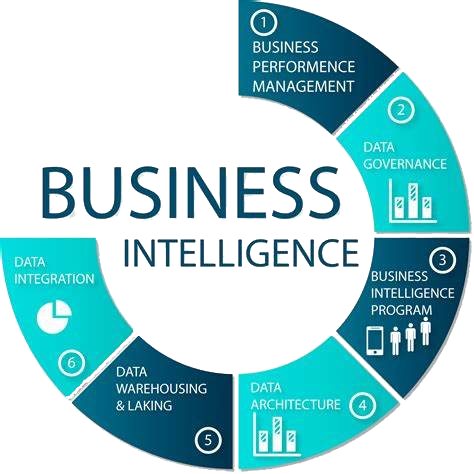 BUSINESS
INTELLIGENCE
1
BUSINESS
PERFORMENCE
MANAGEMENT
2
DATA
GOVERNANCE
3
BUSINESS
INTELLIGENCE
PROGRAM
DATA
ARCHITECTURE 4
DATA
WAREHOUSING
& LAKING
5
DATA
INTEGRATION
6